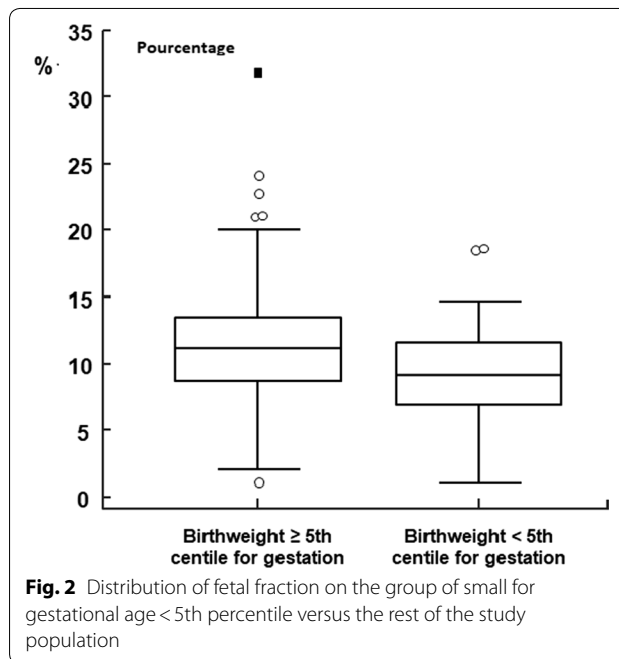 35
Pourcentage
%
30
25
20
15
10
5
0
Birthweight ≥ 5th
centile for gestation
Birthweight < 5th
centile for gestation
Fig. 2 Distribution of fetal fraction on the group of small for
gestational age < 5th percentile versus the rest of the study
population